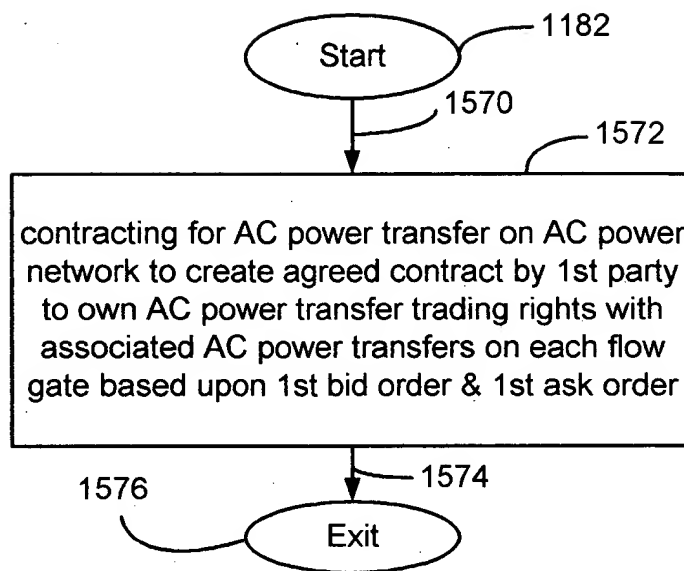 Start
1182
1570
1572
contracting for AC power transfer on AC power
network to create agreed contract by 1st party
to own AC power transfer trading rights with
associated AC power transfers on each flow
gate based upon 1st bid order & 1st ask order
1574
1576
Exit